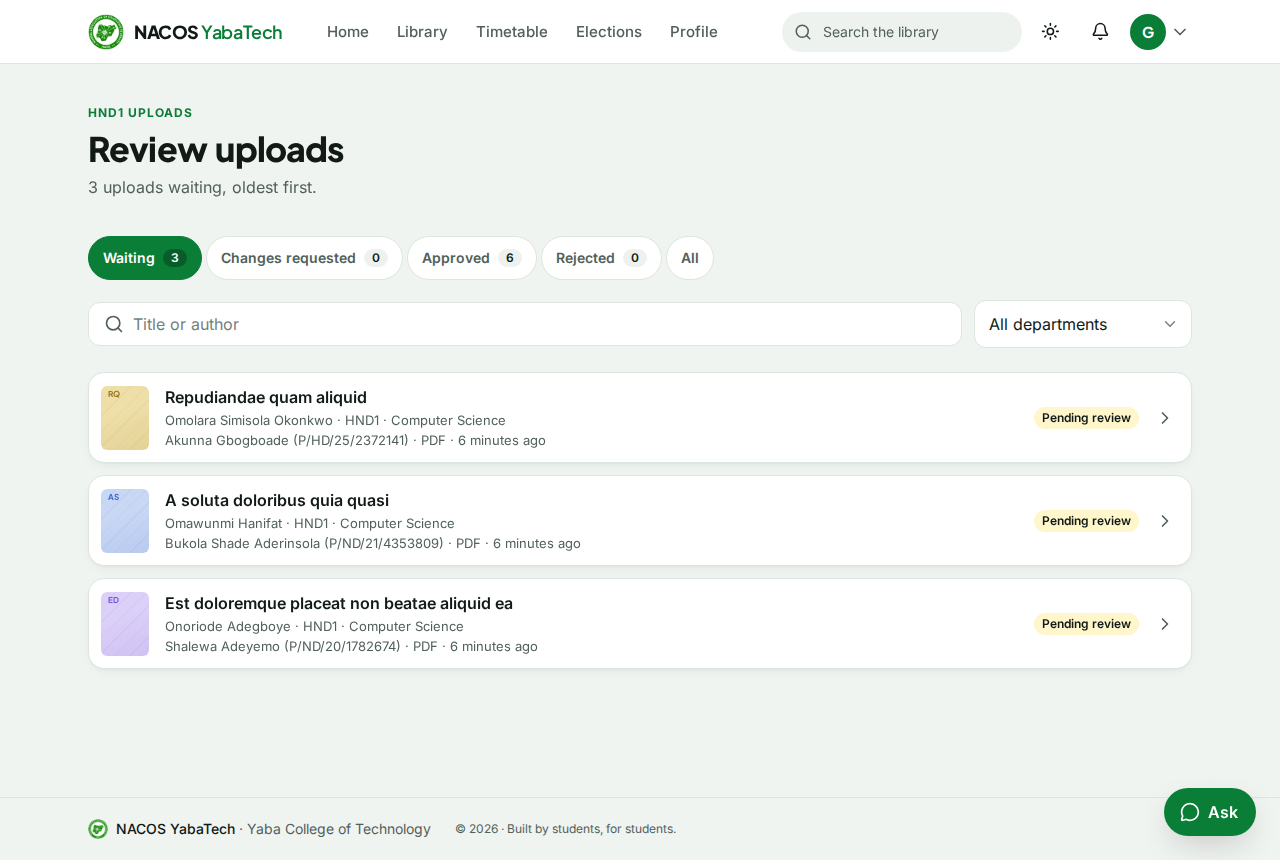 NACOS YabaTech
Home
Library
Timetable
Elections
Profile
Search the library
G
HND1 UPLOADS
Review uploads
3 uploads waiting, oldest first.
Waiting 3
Changes requested 0
Approved 6
Rejected 0
All
Title or author
All departments
RQ
Repudiandae quam aliquid
Omolara Simisola Okonkwo · HND1 · Computer Science
Akunna Gbogboade (P/HD/25/2372141) · PDF · 6 minutes ago
Pending review
AS
A soluta doloribus quia quasi
Omawunmi Hanifat · HND1 · Computer Science
Bukola Shade Aderinsola (P/ND/21/4353809) · PDF · 6 minutes ago
Pending review
ED
Est doloremque placeat non beatae aliquid ea
Onoriode Adegboye · HND1 · Computer Science
Shalewa Adeyemo (P/ND/20/1782674) · PDF · 6 minutes ago
Pending review
NACOS YabaTech · Yaba College of Technology
© 2026 · Built by students, for students.
Ask